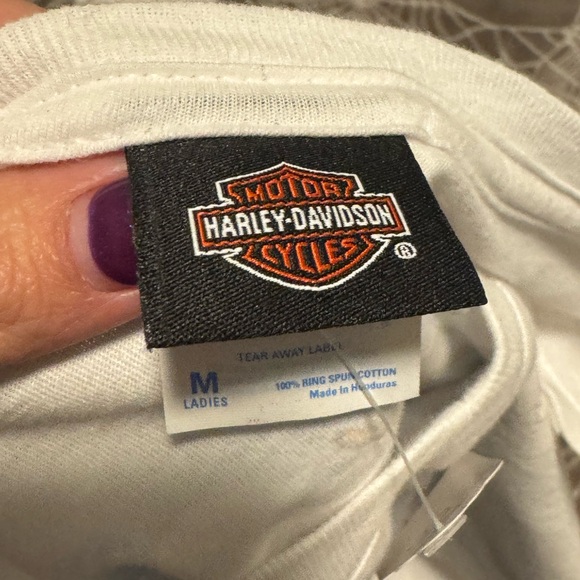 MOTOR
HARLEY-DAVIDSON
CYCLES
®
TEAR AWAY LABEL
M
LADIES
100% RING SPUN COTTON
Made in Honduras